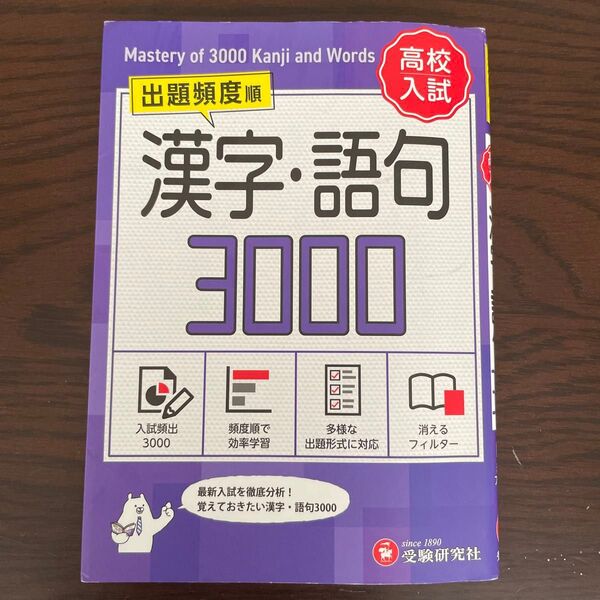 Mastery of 3000 Kanji and Words
高校
入試
出題頻度順
漢字・語句
3000
入試頻出
3000
頻度順で
効率学習
多様な
出題形式に対応
消える
フィルター
最新入試を徹底分析！
覚えておきたい漢字・語句3000
since 1890
受験研究社